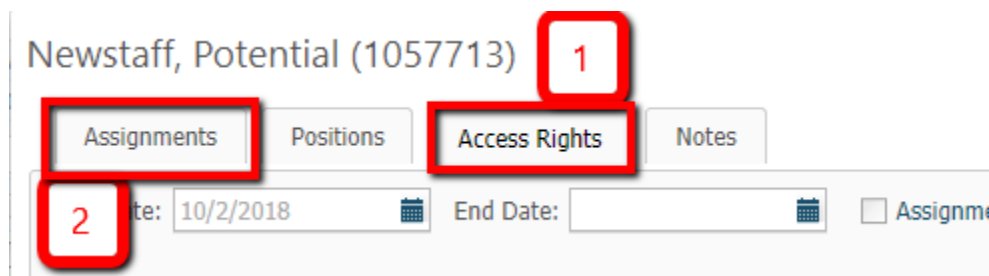 Newstaff, Potential (1057713) 1
Assignments Positions Access Rights Notes
2 te: 10/2/2018 End Date: Assignme